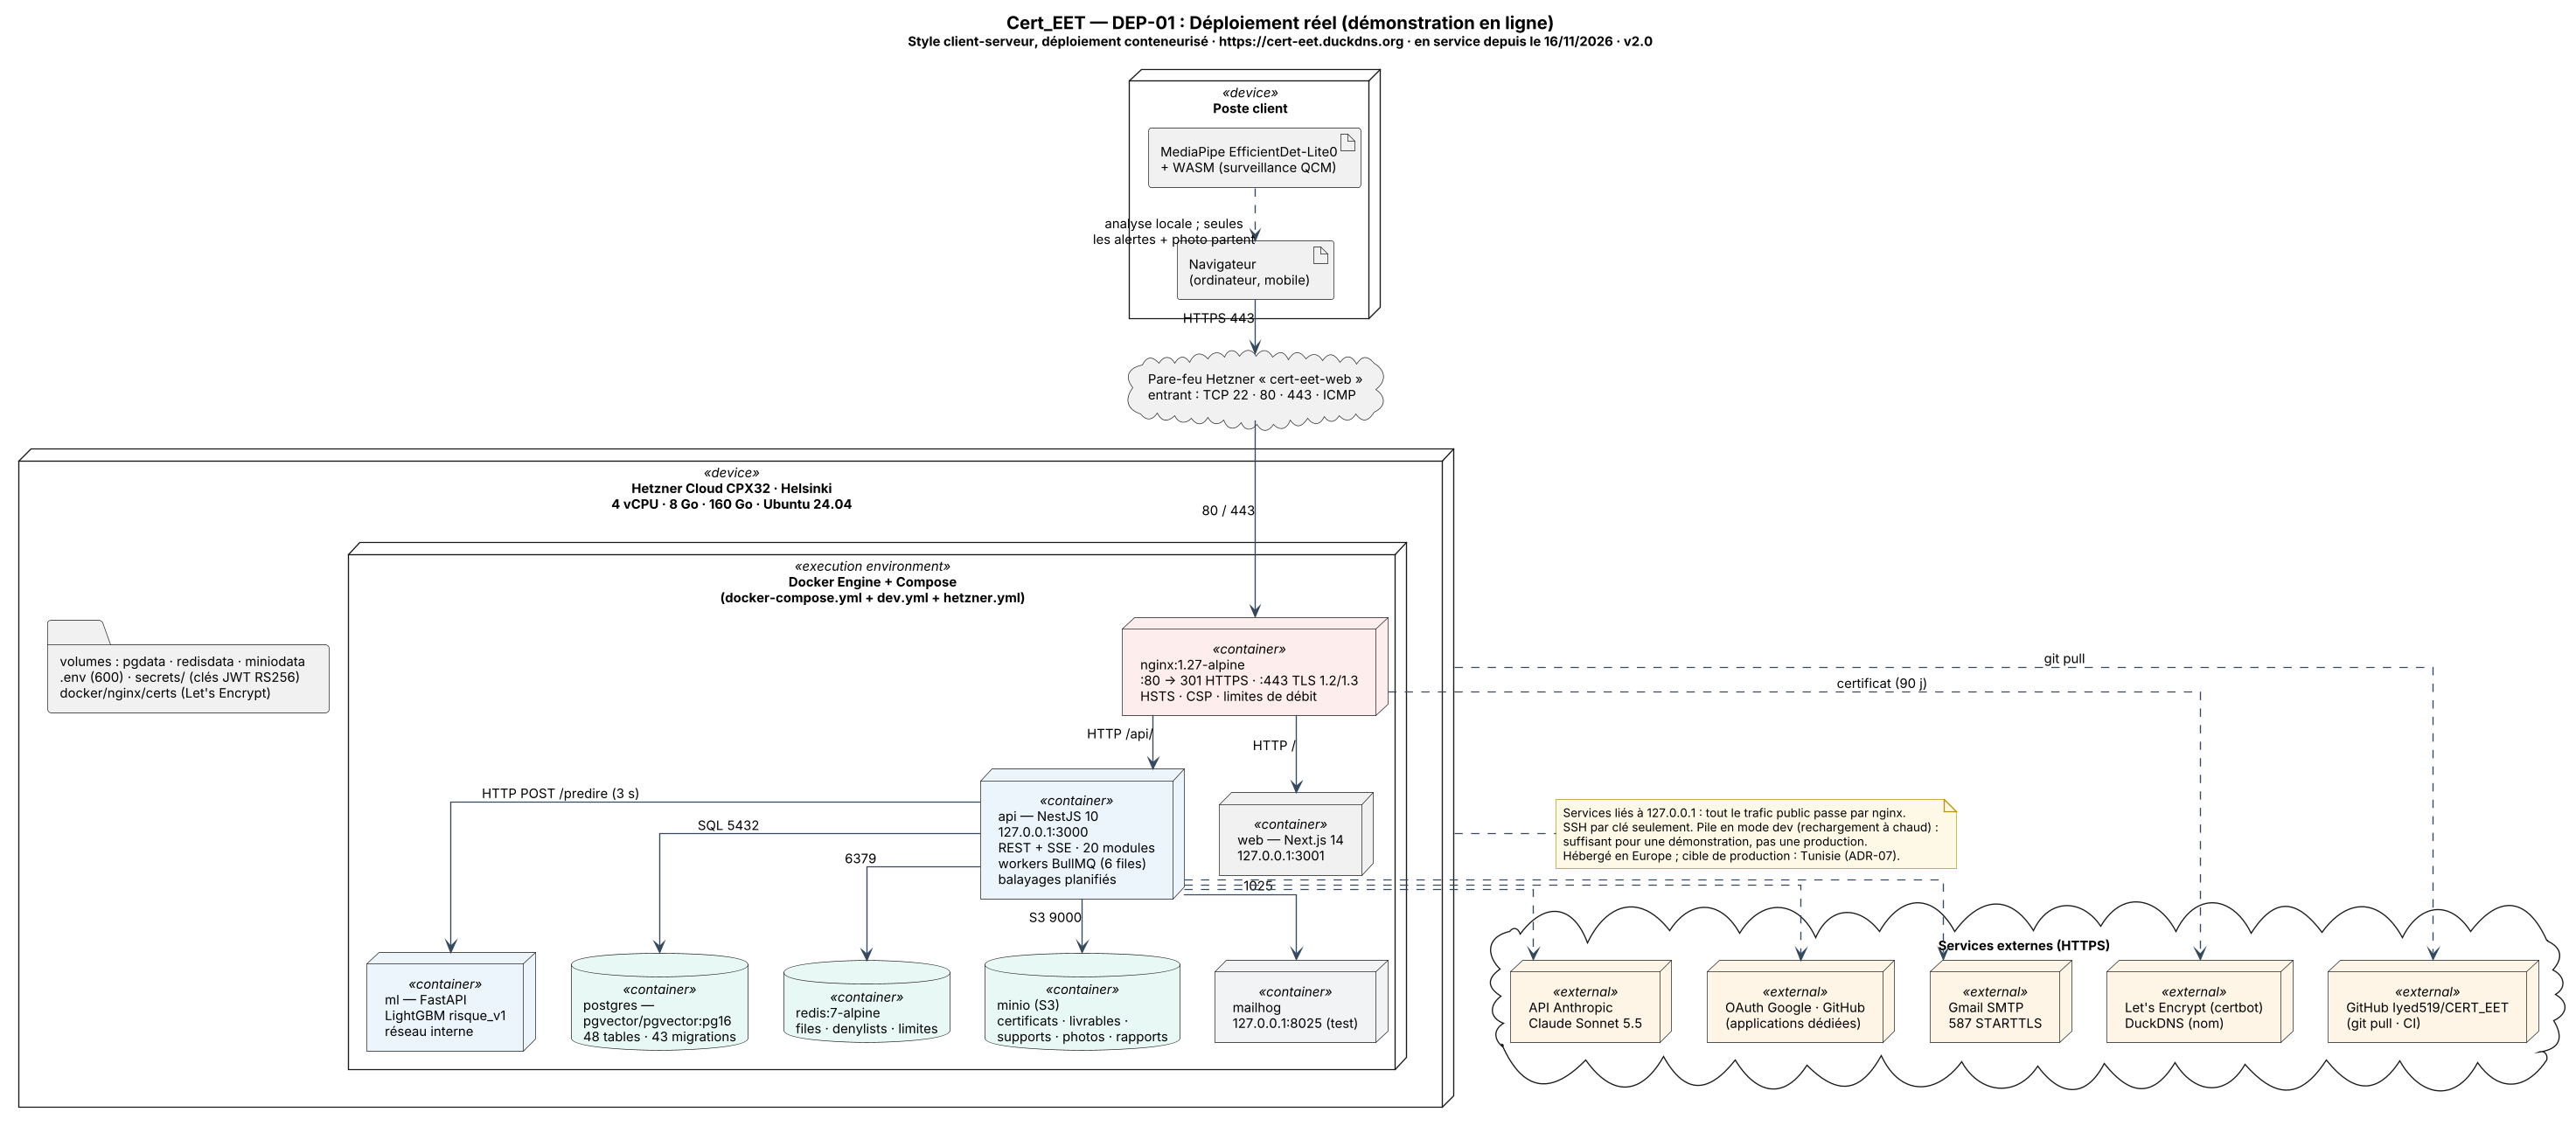 Cert_EET — DEP-01 : Déploiement réel (démonstration en ligne)
Style client-serveur, déploiement conteneurisé · https://cert-eet.duckdns.org · en service depuis le 16/11/2026 · v2.0
«device»
Poste client
MediaPipe EfficientDet-Lite0
+ WASM (surveillance QCM)
analyse locale ; seules
les alertes + photo partent
Navigateur
(ordinateur, mobile)
HTTPS 443
Pare-feu Hetzner « cert-eet-web »
entrant : TCP 22 · 80 · 443 · ICMP
«device»
Hetzner Cloud CPX32 · Helsinki
4 vCPU · 8 Go · 160 Go · Ubuntu 24.04
80 / 443
«execution environment»
Docker Engine + Compose
(docker-compose.yml + dev.yml + hetzner.yml)
volumes : pgdata · redisdata · miniodata
.env (600) · secrets/ (clés JWT RS256)
docker/nginx/certs (Let's Encrypt)
«container»
nginx:1.27-alpine
:80 → 301 HTTPS · :443 TLS 1.2/1.3
HSTS · CSP · limites de débit
git pull
certificat (90 j)
HTTP /api/
HTTP /
HTTP POST /predire (3 s)
SQL 5432
6379
«container»
api — NestJS 10
127.0.0.1:3000
REST + SSE · 20 modules
workers BullMQ (6 files)
balayages planifiés
«container»
web — Next.js 14
127.0.0.1:3001
Services liés à 127.0.0.1 : tout le trafic public passe par nginx.
SSH par clé seulement. Pile en mode dev (rechargement à chaud) :
suffisant pour une démonstration, pas une production.
Hébergé en Europe ; cible de production : Tunisie (ADR-07).
1025
S3 9000
Services externes (HTTPS)
«container»
ml — FastAPI
LightGBM risque_v1
réseau interne
«container»
postgres —
pgvector/pgvector:pg16
48 tables · 43 migrations
«container»
redis:7-alpine
files · denylists · limites
«container»
minio (S3)
certificats · livrables ·
supports · photos · rapports
«container»
mailhog
127.0.0.1:8025 (test)
«external»
API Anthropic
Claude Sonnet 5.5
«external»
OAuth Google · GitHub
(applications dédiées)
«external»
Gmail SMTP
587 STARTTLS
«external»
Let's Encrypt (certbot)
DuckDNS (nom)
«external»
GitHub Iyed519/CERT_EET
(git pull · CI)